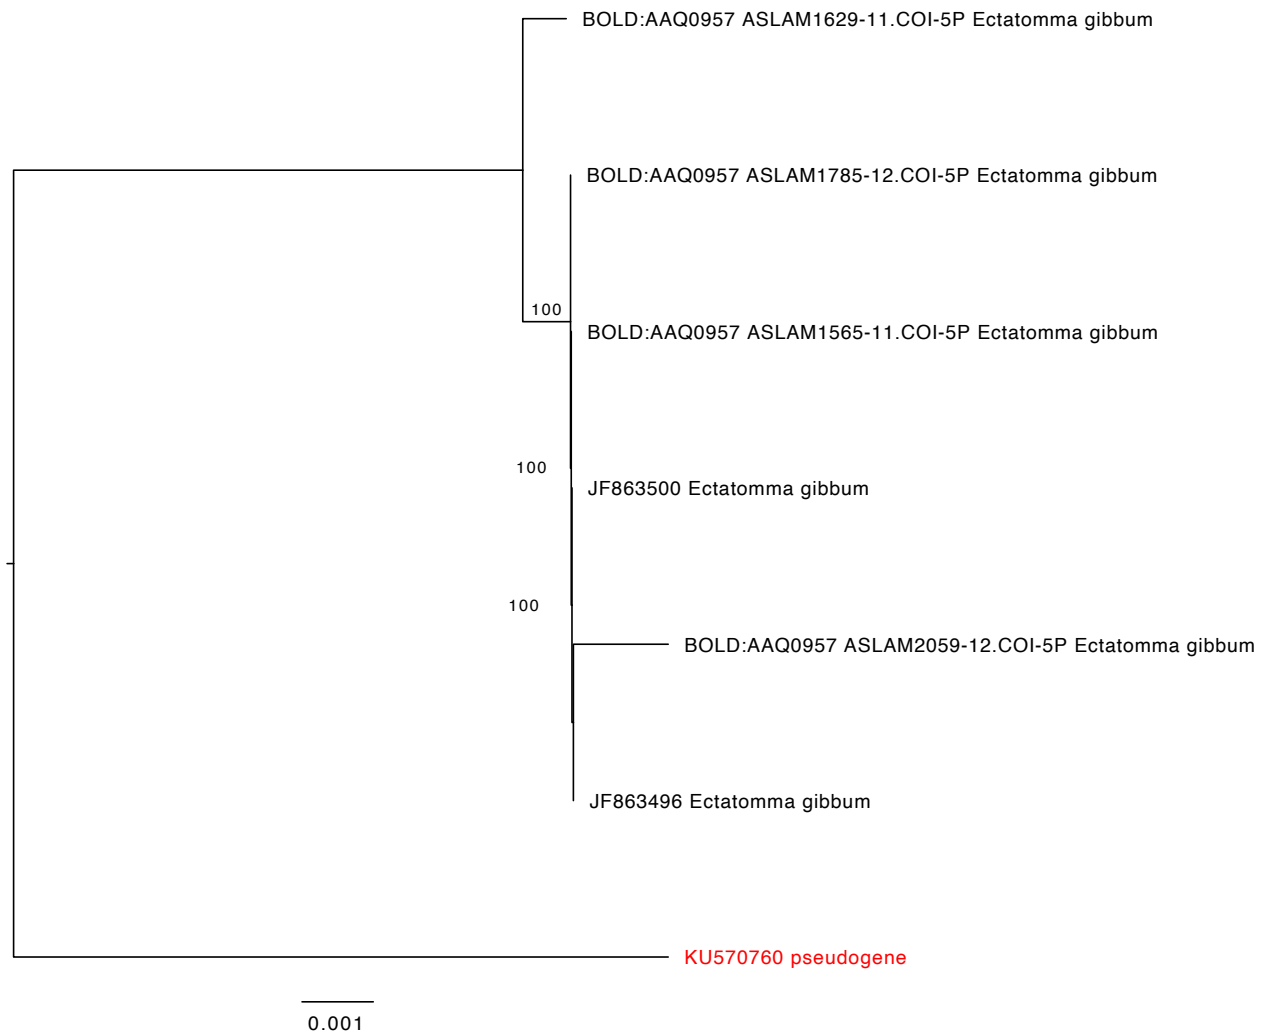 BOLD:AAQ0957 ASLAM1629-11.COI-5P Ectatomma gibbum
BOLD:AAQ0957 ASLAM1785-12.COI-5P Ectatomma gibbum
100
BOLD:AAQ0957 ASLAM1565-11.COI-5P Ectatomma gibbum
100
JF863500 Ectatomma gibbum
100
BOLD:AAQ0957 ASLAM2059-12.COI-5P Ectatomma gibbum
JF863496 Ectatomma gibbum
KU570760 pseudogene
0.001